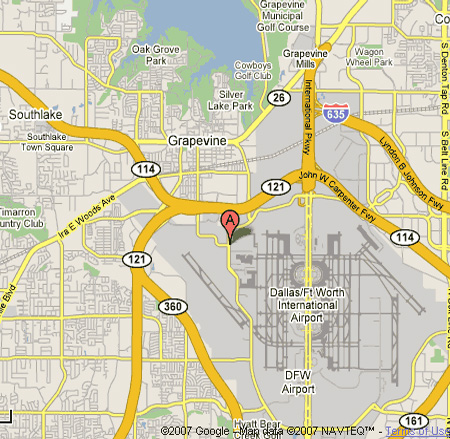 Grapevine
Municipal
Golf Course
Co
Oak Grove
Park
Grapevine
Mills
Wagon
Wheel Park
Cowboys
Golf Club
S Denton Tap Rd
Silver
Lake Park
26
International Pkwy
635
Southlake
Southlake
Town Square
Grapevine
Lyndon B Johnson Fwy
S Belt Line Rd
114
John W Carpenter Fwy
121
Cimarron
Country Club
Ira E Woods Ave
A
114
121
Dallas/Ft Worth
International
Airport
360
DFW
Airport
161
Hyatt Bear
Creek Golf
©2007 Google - Map data ©2007 NAVTEQ™ - Terms of Use